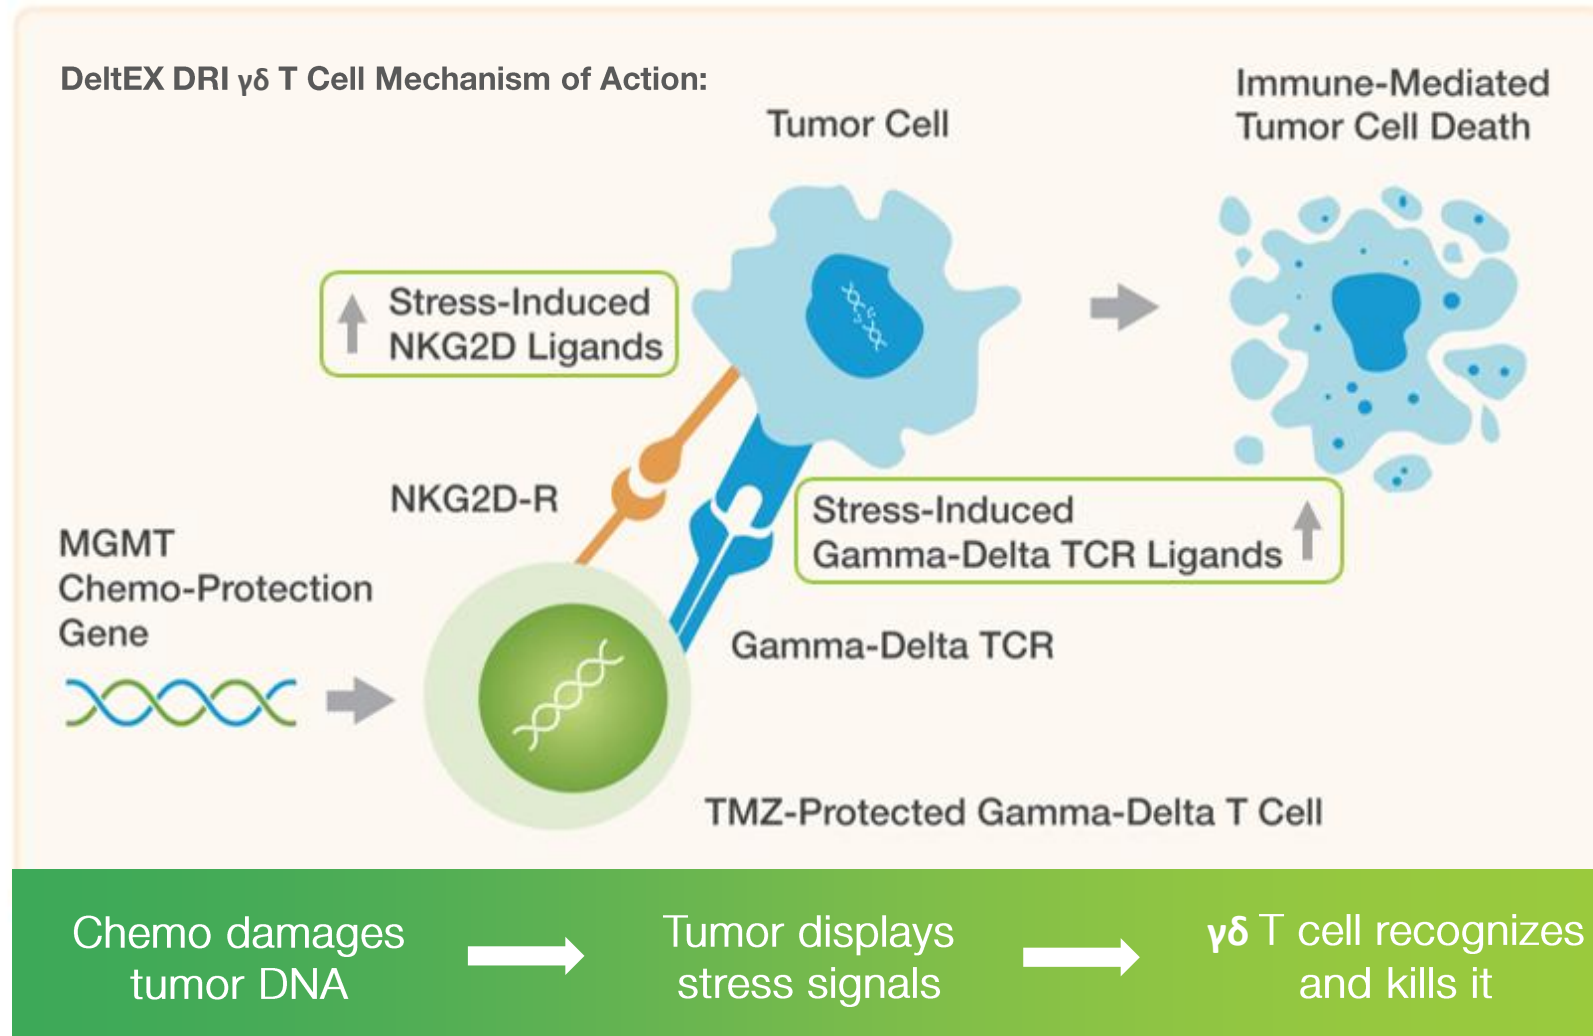 DeltEX DRI γδ T Cell Mechanism of Action:
Tumor Cell
Immune-Mediated
Tumor Cell Death
Stress-Induced
NKG2D Ligands
NKG2D-R
Stress-Induced
Gamma-Delta TCR Ligands
MGMT
Chemo-Protection
Gene
Gamma-Delta TCR
TMZ-Protected Gamma-Delta T Cell
Chemo damages
tumor DNA
Tumor displays
stress signals
γδ T cell recognizes
and kills it